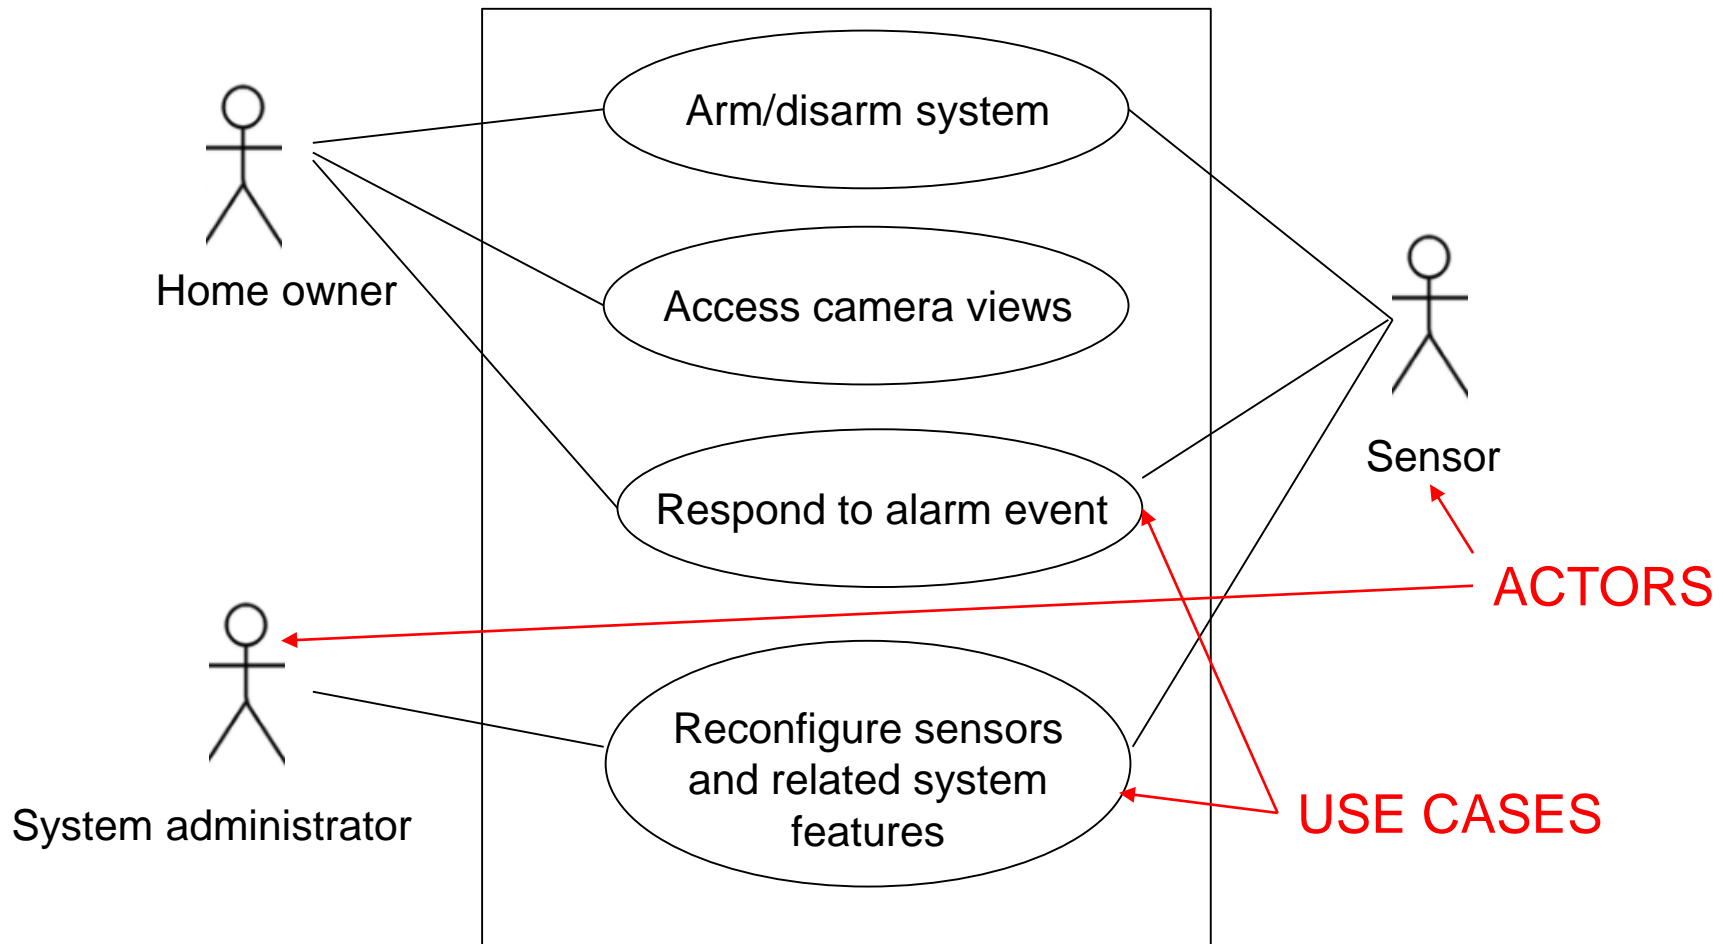 Arm/disarm system
Home owner
Access camera views
Sensor
Respond to alarm event
ACTORS
Reconfigure sensors
and related system
features
System administrator
USE CASES